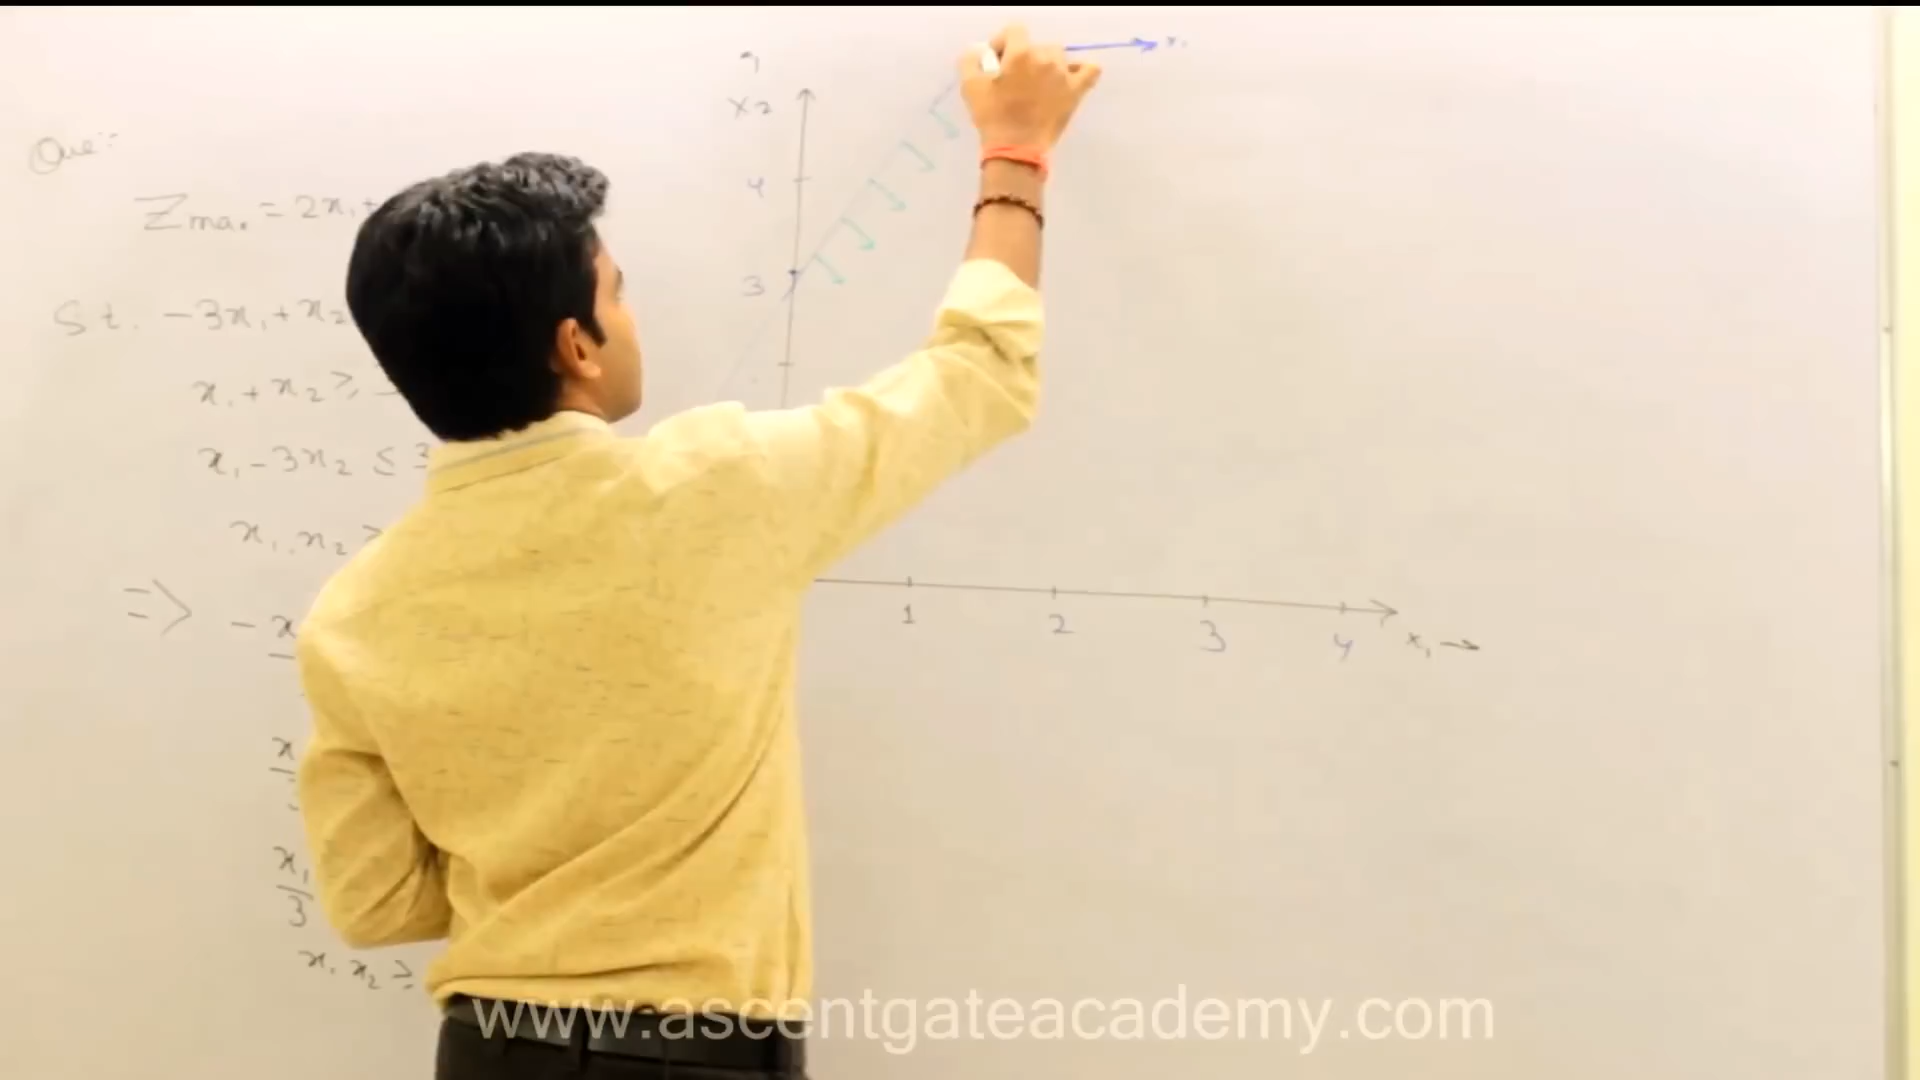 Que:
Zmax = 2x₁ +
St. -3x₁ + x₂
x₁ + x₂ ≥ -
x₁ - 3x₂ ≤ 3
x₁, x₂ ≥
=> - x
x
x₁
3
x₁ x₂ ≥
x₂
4
3
1 2 3 4
x₁ →
x₁
www.ascentgateacademy.com